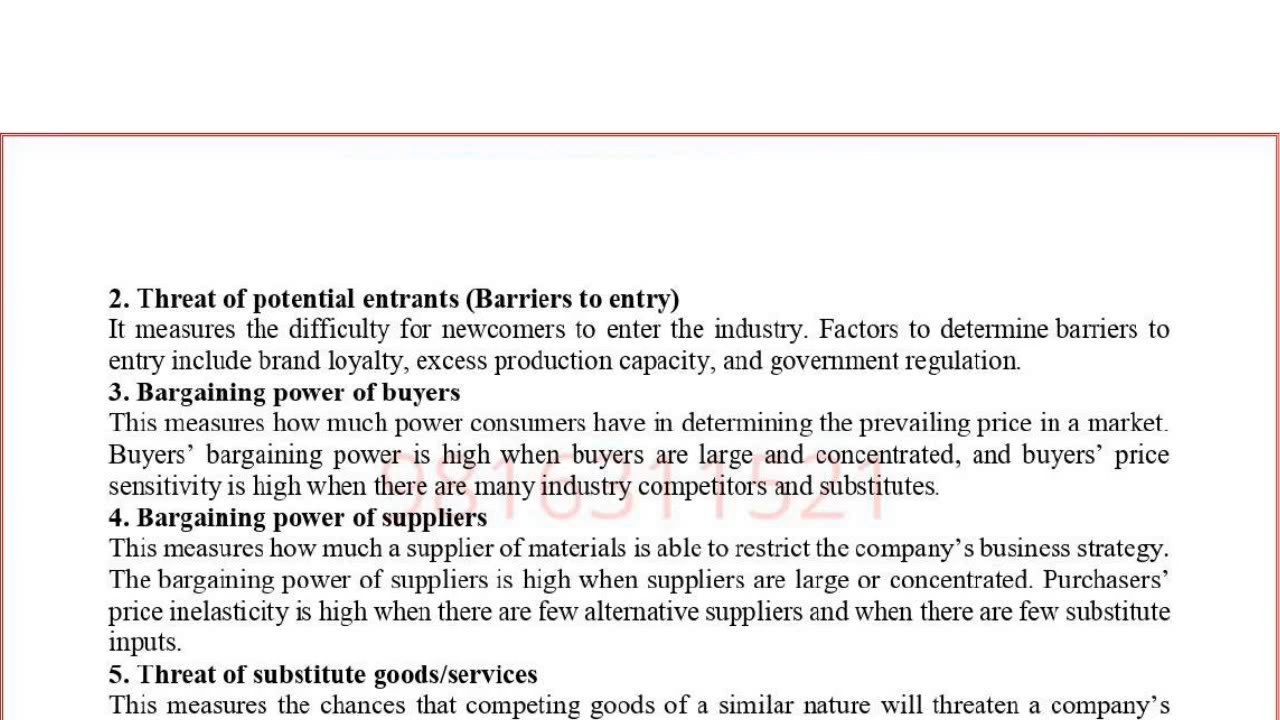 2. Threat of potential entrants (Barriers to entry)
It measures the difficulty for newcomers to enter the industry. Factors to determine barriers to
entry include brand loyalty, excess production capacity, and government regulation.
3. Bargaining power of buyers
This measures how much power consumers have in determining the prevailing price in a market.
Buyers’ bargaining power is high when buyers are large and concentrated, and buyers’ price
sensitivity is high when there are many industry competitors and substitutes.
9816311521
4. Bargaining power of suppliers
This measures how much a supplier of materials is able to restrict the company’s business strategy.
The bargaining power of suppliers is high when suppliers are large or concentrated. Purchasers’
price inelasticity is high when there are few alternative suppliers and when there are few substitute
inputs.
5. Threat of substitute goods/services
This measures the chances that competing goods of a similar nature will threaten a company’s